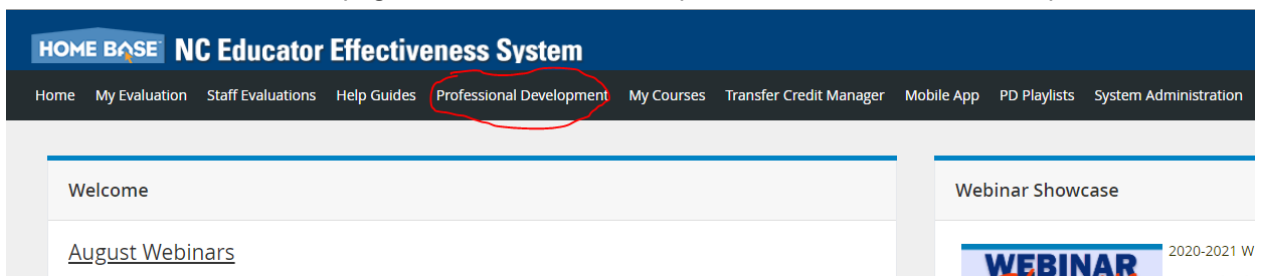 HOME BASE NC Educator Effectiveness System
Home My Evaluation Staff Evaluations Help Guides Professional Development My Courses Transfer Credit Manager Mobile App PD Playlists System Administration
Welcome
Webinar Showcase
August Webinars
WEBINAR
2020-2021 W